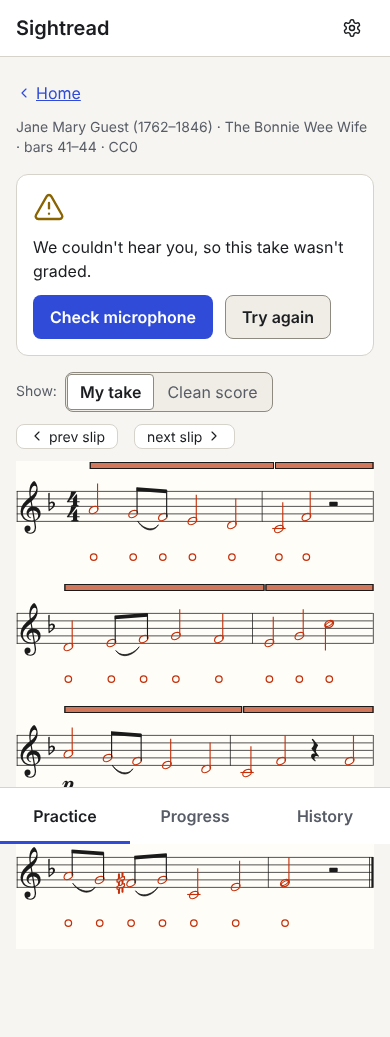 Sightread
Home
Jane Mary Guest (1762–1846) · The Bonnie Wee Wife
· bars 41–44 · CC0
We couldn't hear you, so this take wasn't
graded.
Check microphone
Try again
Show:
My take
Clean score
prev slip
next slip
4
4
Practice
Progress
History